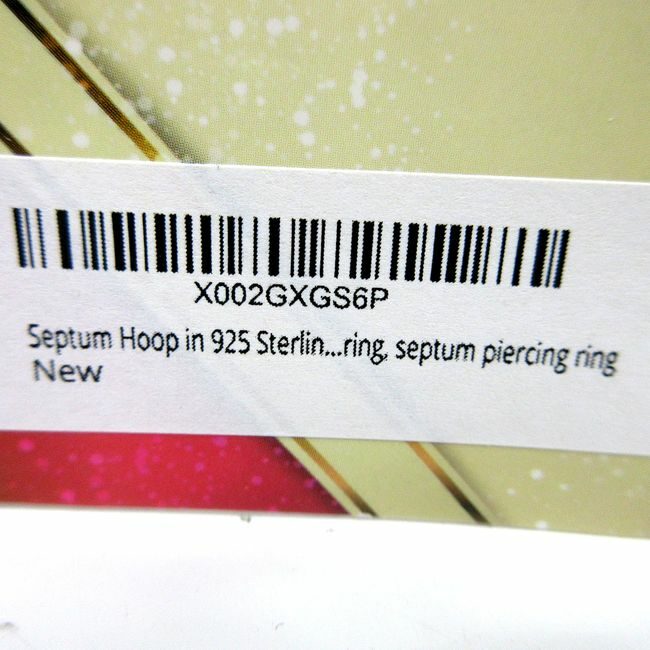 X002GXGS6P
Septum Hoop in 925 Sterlin...ring, septum piercing ring
New